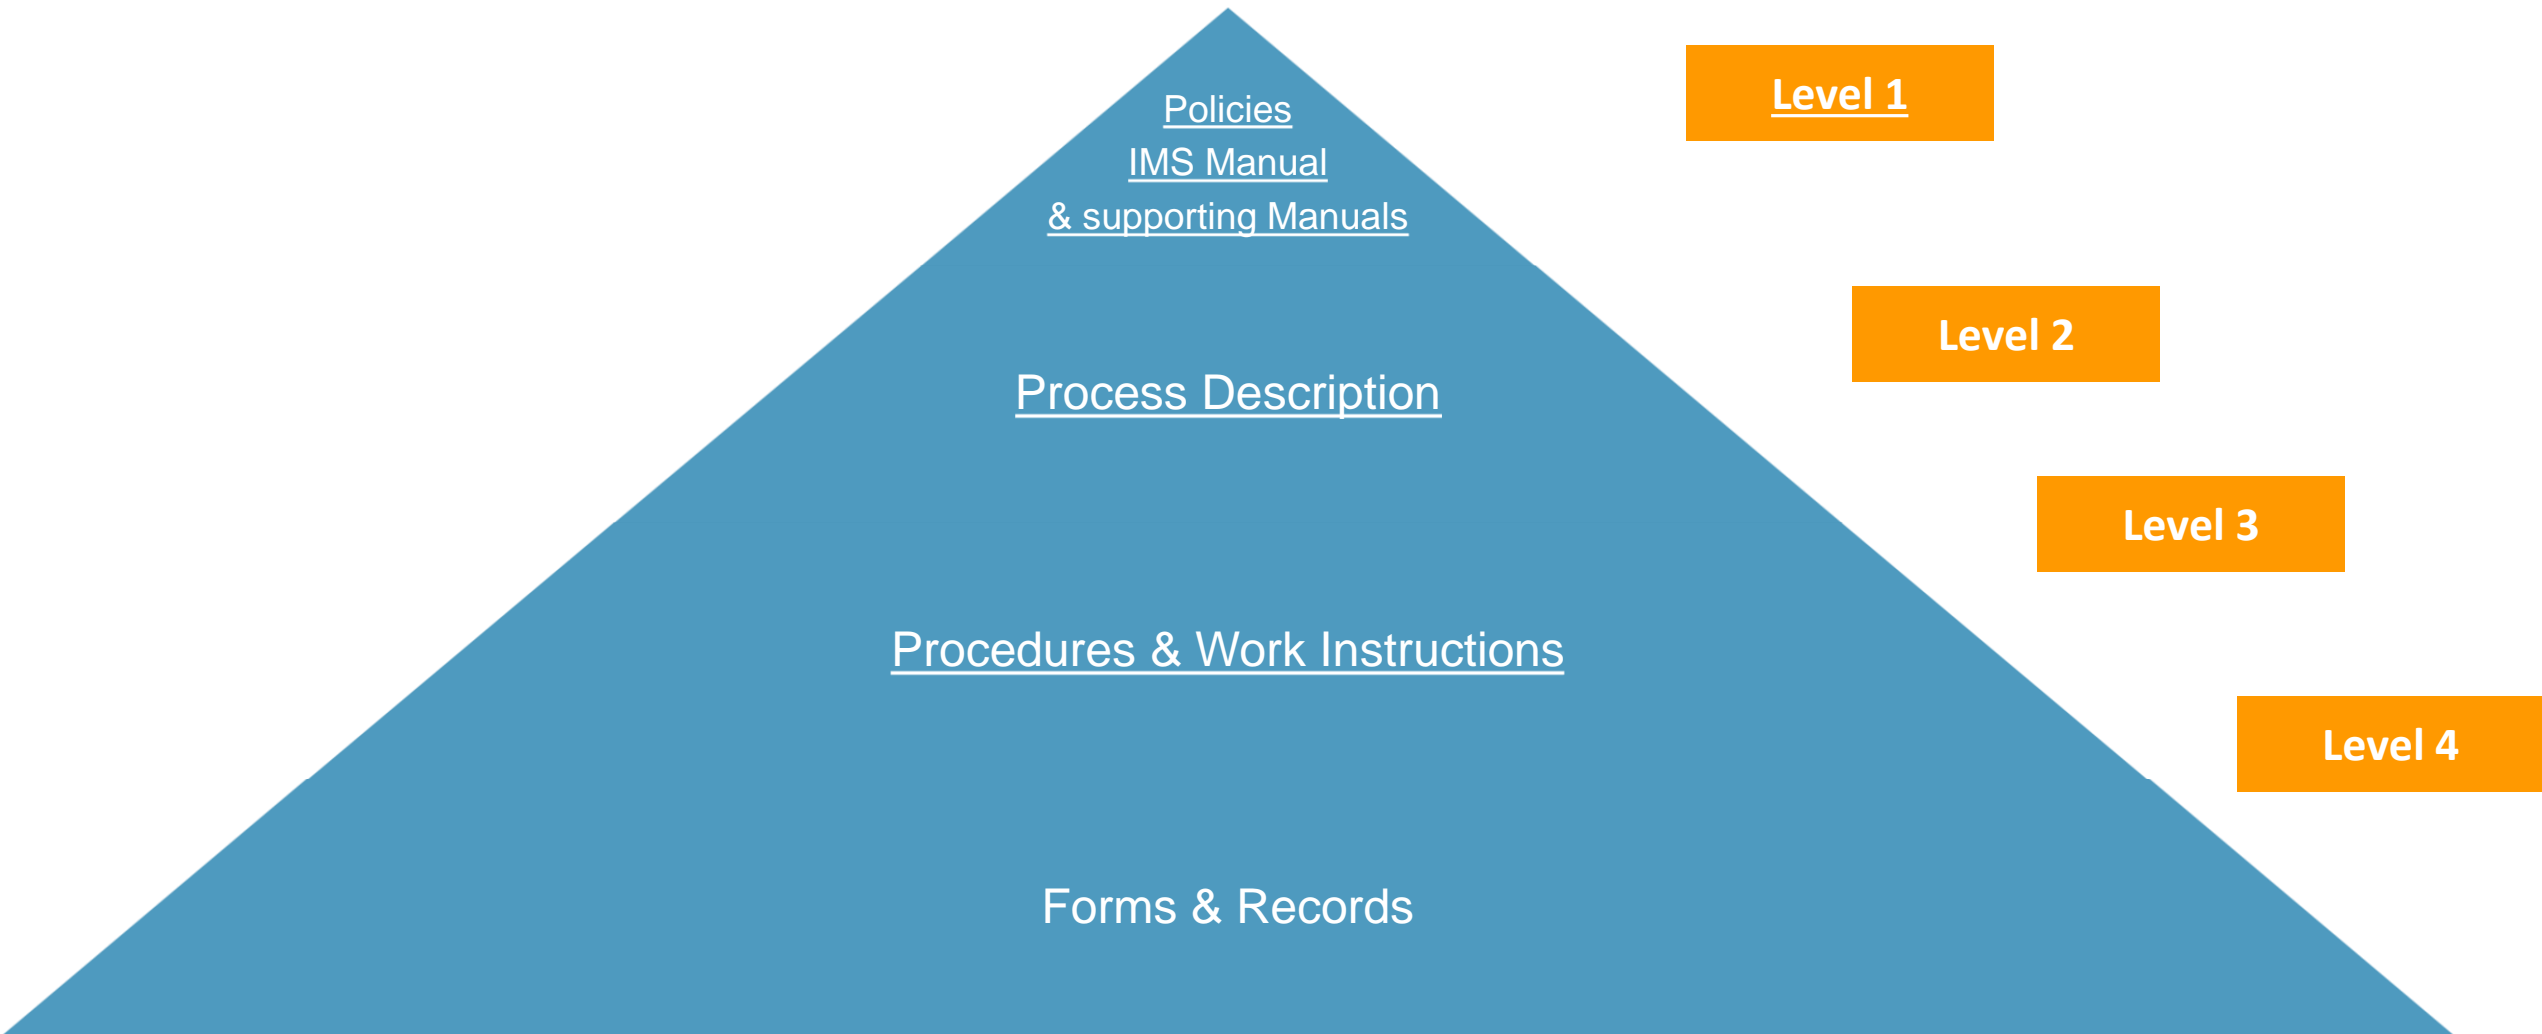 Policies
IMS Manual
& supporting Manuals
Level 1
Process Description
Level 2
Procedures & Work Instructions
Level 3
Forms & Records
Level 4